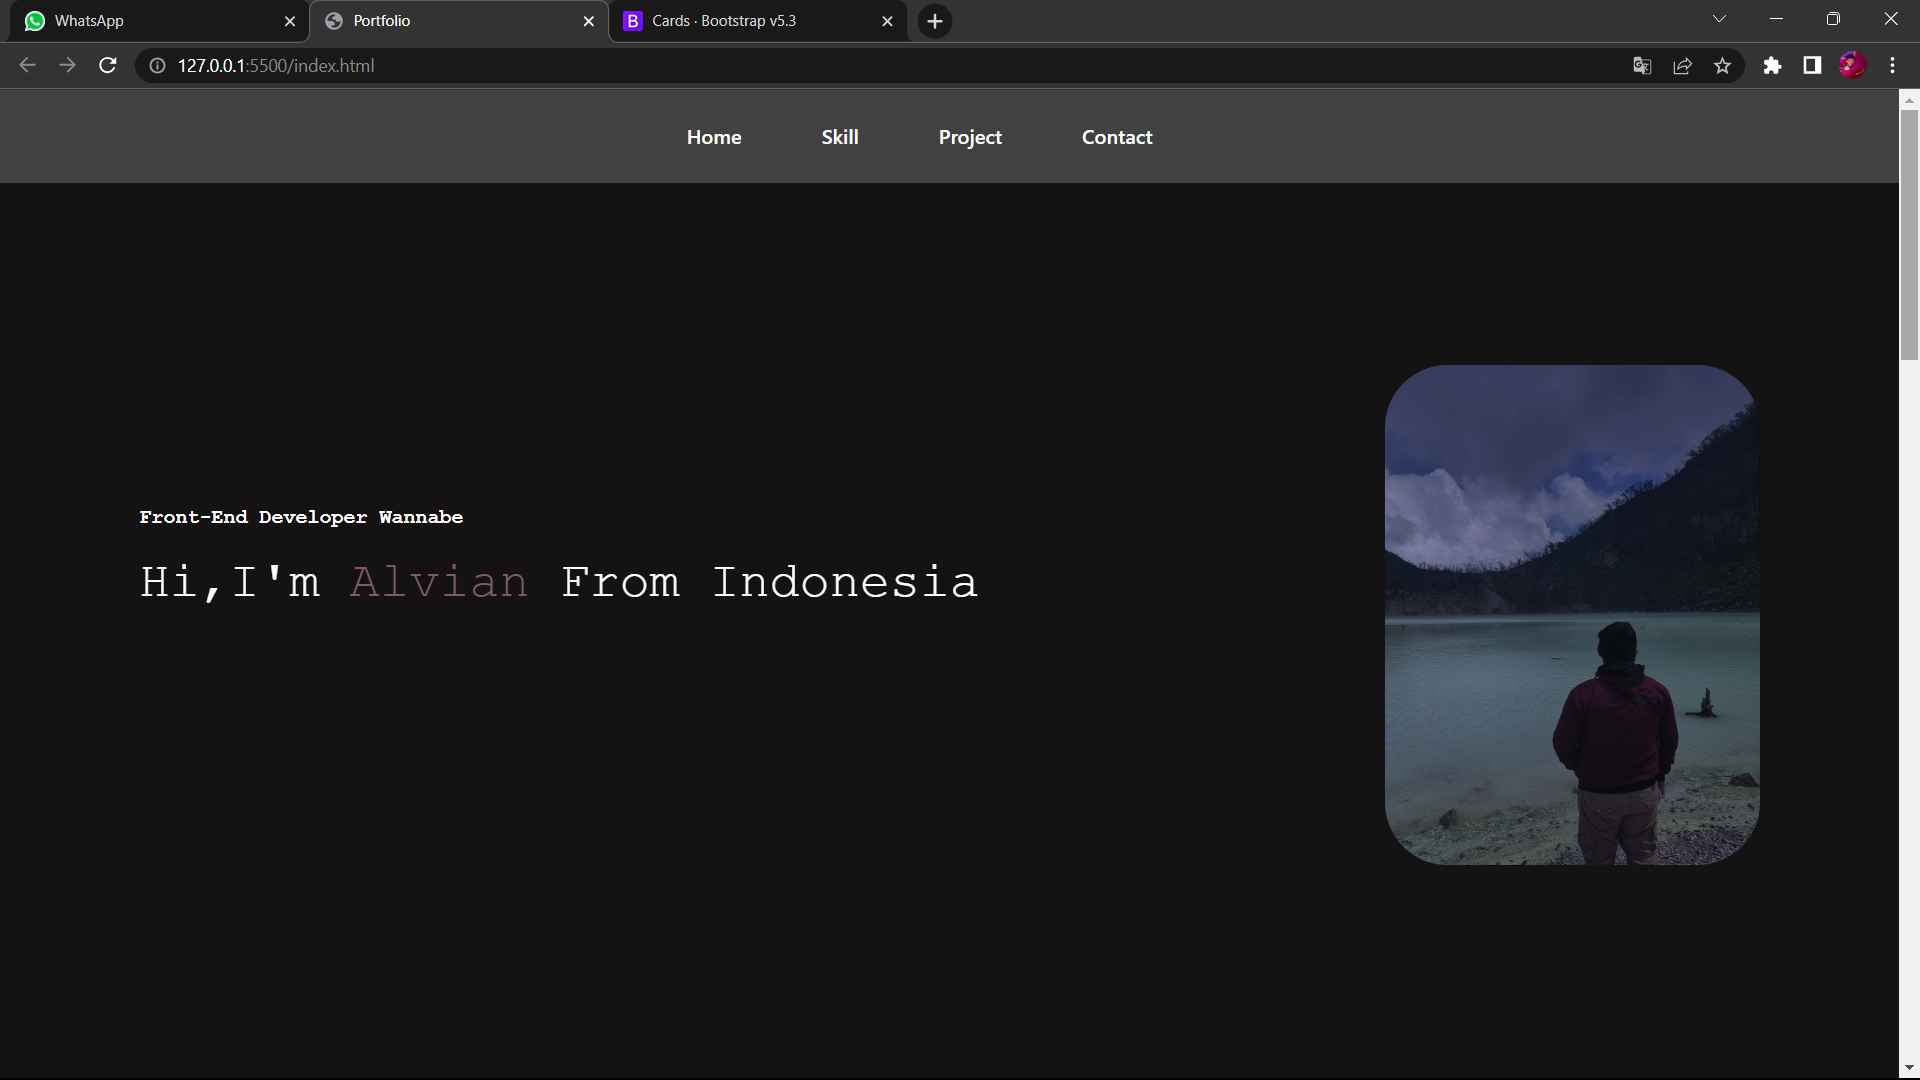 WhatsApp
Portfolio
B Cards · Bootstrap v5.3
127.0.0.1:5500/index.html
Home Skill Project Contact
Front-End Developer Wannabe
Hi,I'm Alvian From Indonesia